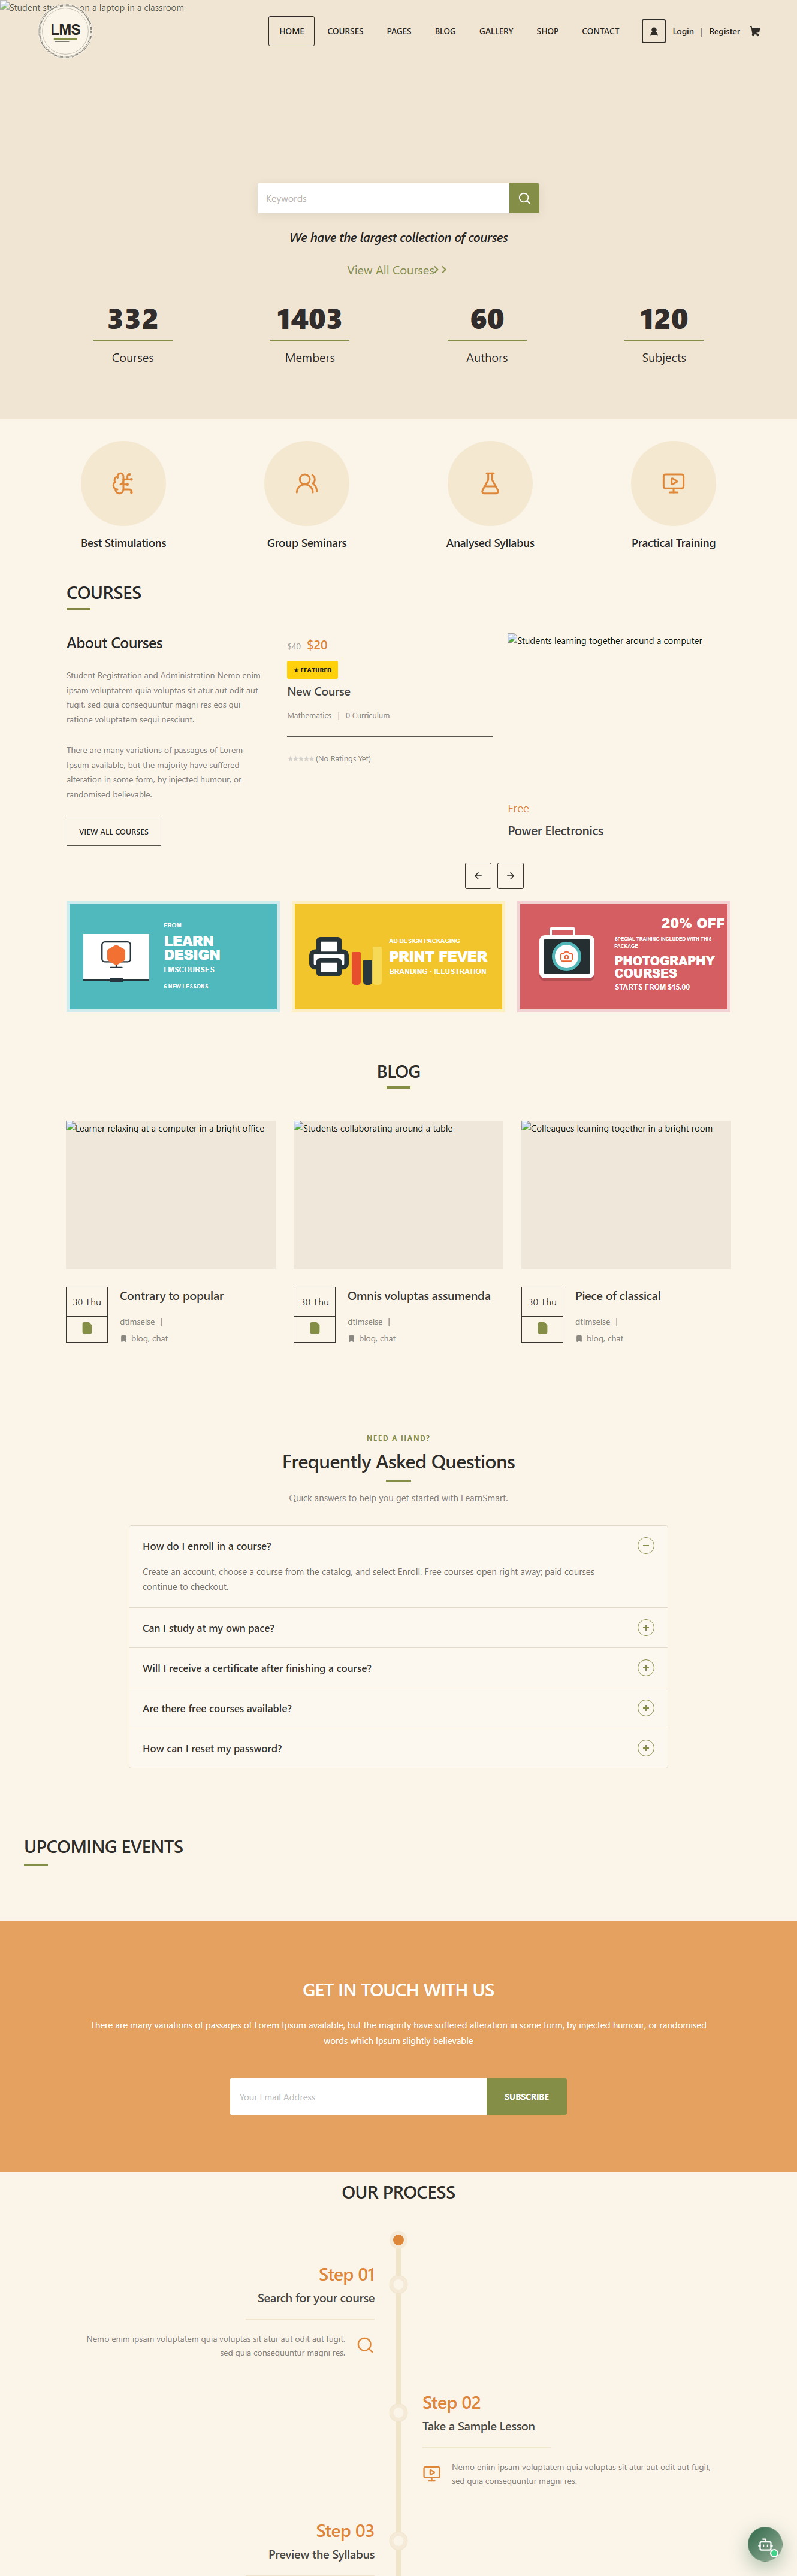 Student stu on a laptop in a classroom
LMS
HOME COURSES PAGES BLOG GALLERY SHOP CONTACT Login | Register
Keywords
We have the largest collection of courses
View All Courses
332 1403 60 120
Courses Members Authors Subjects
Best Stimulations Group Seminars Analysed Syllabus Practical Training
COURSES
About Courses
Student Registration and Administration Nemo enim
ipsam voluptatem quia voluptas sit atur aut odit aut
fugit, sed quia consequuntur magni res eos qui
ratione voluptatem sequi nesciunt.
There are many variations of passages of Lorem
Ipsum available, but the majority have suffered
alteration in some form, by injected humour, or
randomised believable.
VIEW ALL COURSES
$40 $20
★ FEATURED
New Course
Mathematics | 0 Curriculum
(No Ratings Yet)
Students learning together around a computer
Free
Power Electronics
FROM
LEARN
DESIGN
LMSCOURSES
6 NEW LESSONS
AD DESIGN PACKAGING
PRINT FEVER
BRANDING - ILLUSTRATION
20% OFF
SPECIAL TRAINING INCLUDED WITH THIS
PACKAGE
PHOTOGRAPHY
COURSES
STARTS FROM $15.00
BLOG
Learner relaxing at a computer in a bright office
Students collaborating around a table
Colleagues learning together in a bright room
30 Thu
Contrary to popular
dtlmselse |
blog, chat
30 Thu
Omnis voluptas assumenda
dtlmselse |
blog, chat
30 Thu
Piece of classical
dtlmselse |
blog, chat
NEED A HAND?
Frequently Asked Questions
Quick answers to help you get started with LearnSmart.
How do I enroll in a course?
Create an account, choose a course from the catalog, and select Enroll. Free courses open right away; paid courses
continue to checkout.
Can I study at my own pace?
Will I receive a certificate after finishing a course?
Are there free courses available?
How can I reset my password?
UPCOMING EVENTS
GET IN TOUCH WITH US
There are many variations of passages of Lorem Ipsum available, but the majority have suffered alteration in some form, by injected humour, or randomised
words which Ipsum slightly believable
Your Email Address SUBSCRIBE
OUR PROCESS
Step 01
Search for your course
Nemo enim ipsam voluptatem quia voluptas sit atur aut odit aut fugit,
sed quia consequuntur magni res.
Step 02
Take a Sample Lesson
Nemo enim ipsam voluptatem quia voluptas sit atur aut odit aut fugit,
sed quia consequuntur magni res.
Step 03
Preview the Syllabus